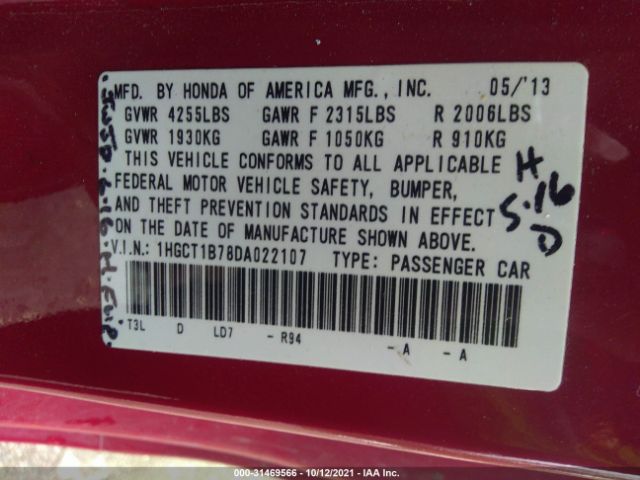 MFD. BY HONDA OF AMERICA MFG., INC. 05/'13
GVWR 4255LBS GAWR F 2315LBS R 2006LBS
GVWR 1930KG GAWR F 1050KG R 910KG
THIS VEHICLE CONFORMS TO ALL APPLICABLE
FEDERAL MOTOR VEHICLE SAFETY, BUMPER,
AND THEFT PREVENTION STANDARDS IN EFFECT
ON THE DATE OF MANUFACTURE SHOWN ABOVE.
V.I.N.: 1HGCT1B78DA022107 TYPE: PASSENGER CAR
T3L D LD7 - R94 - A - A
H
5.16
D
000-31469566 - 10/12/2021 - IAA Inc.